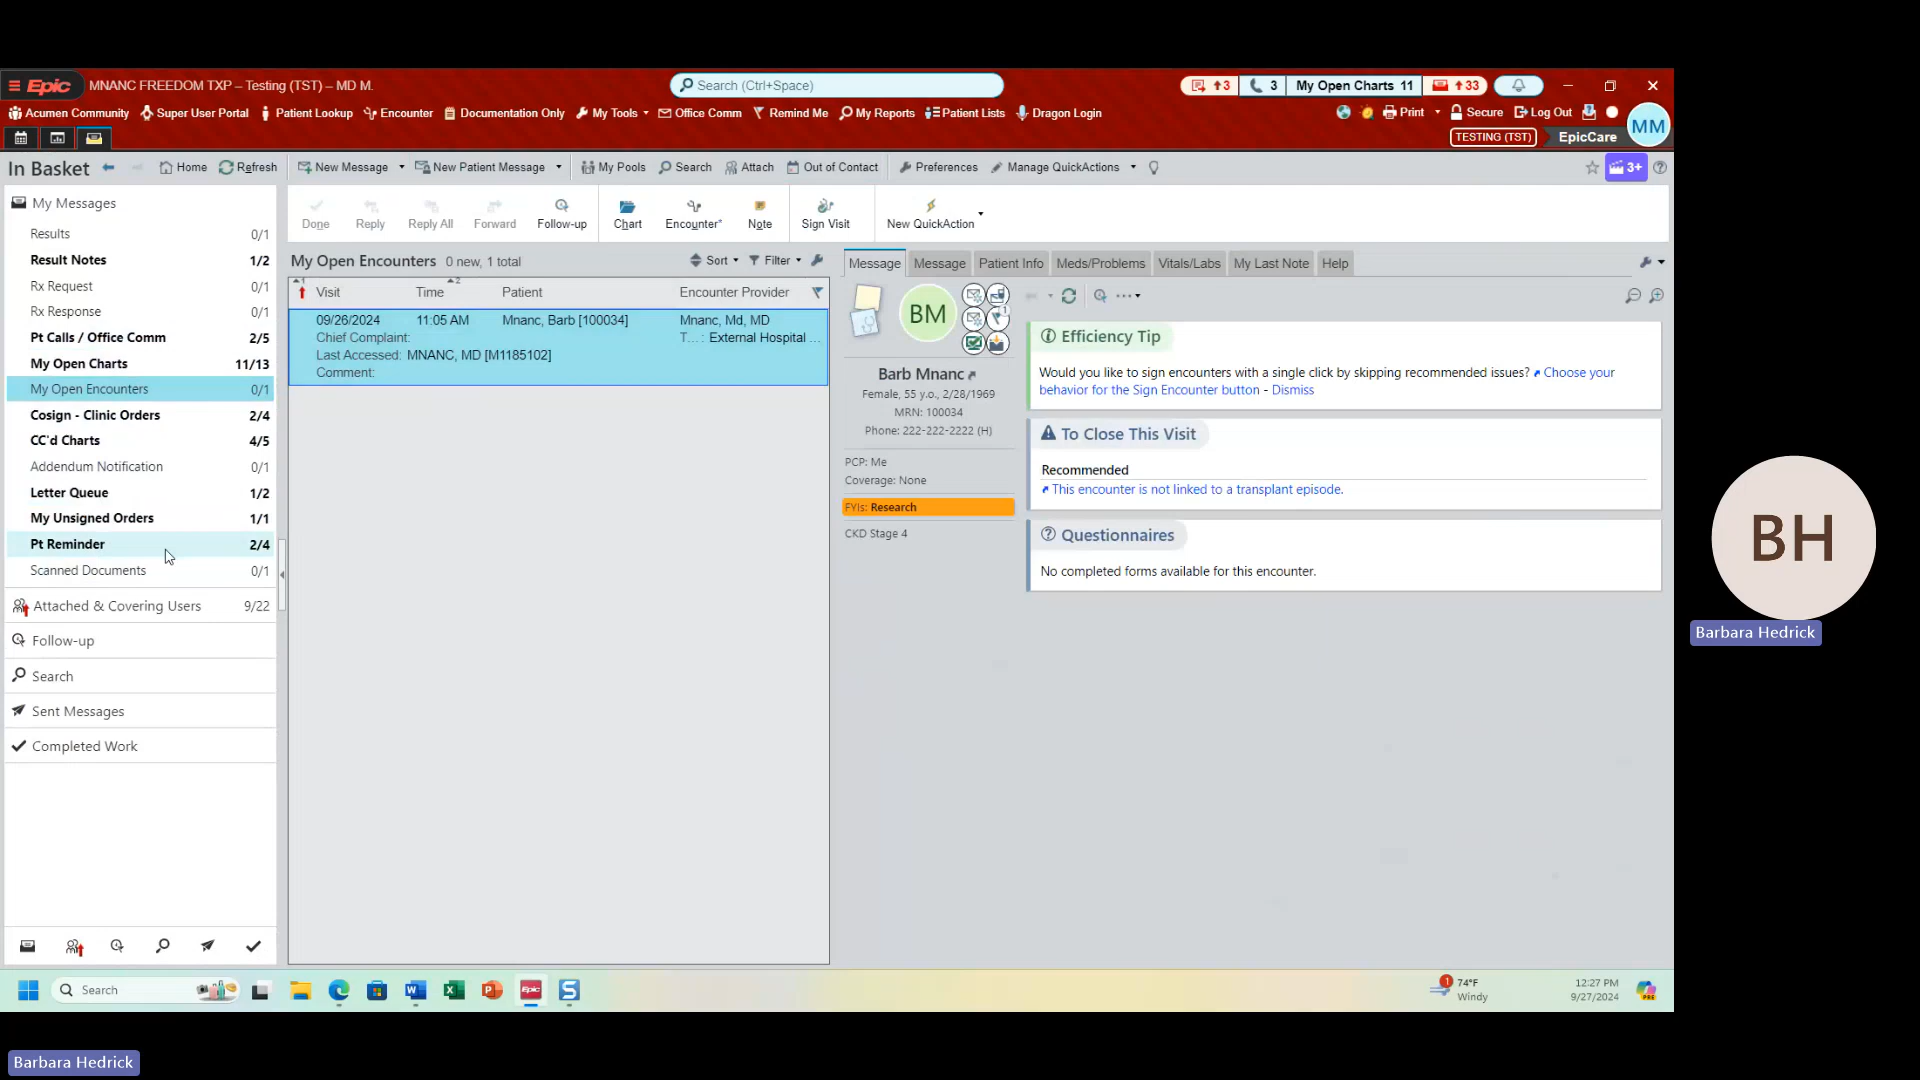 Epic MNANC FREEDOM TXP – Testing (TST) – MD M. Search (Ctrl+Space) 3 3 My Open Charts 11 33
Acumen Community Super User Portal Patient Lookup Encounter Documentation Only My Tools Office Comm Remind Me My Reports Patient Lists Dragon Login Print Secure Log Out MM
TESTING (TST) EpicCare
In Basket Home Refresh New Message New Patient Message My Pools Search Attach Out of Contact Preferences Manage QuickActions 3+
My Messages
Results 0/1
Result Notes 1/2
Rx Request 0/1
Rx Response 0/1
Pt Calls / Office Comm 2/5
My Open Charts 11/13
My Open Encounters 0/1
Cosign - Clinic Orders 2/4
CC'd Charts 4/5
Addendum Notification 0/1
Letter Queue 1/2
My Unsigned Orders 1/1
Pt Reminder 2/4
Scanned Documents 0/1
Attached & Covering Users 9/22
Follow-up
Search
Sent Messages
Completed Work
Done Reply Reply All Forward Follow-up Chart Encounter* Note Sign Visit New QuickAction
My Open Encounters 0 new, 1 total Sort Filter
Visit Time Patient Encounter Provider
09/26/2024 11:05 AM Mnanc, Barb [100034] Mnanc, Md, MD
Chief Complaint: T... : External Hospital ...
Last Accessed: MNANC, MD [M1185102]
Comment:
Message Message Patient Info Meds/Problems Vitals/Labs My Last Note Help
BM
1
Barb Mnanc
Female, 55 y.o., 2/28/1969
MRN: 100034
Phone: 222-222-2222 (H)
PCP: Me
Coverage: None
FYIs: Research
CKD Stage 4
Efficiency Tip
Would you like to sign encounters with a single click by skipping recommended issues? Choose your
behavior for the Sign Encounter button - Dismiss
To Close This Visit
Recommended
This encounter is not linked to a transplant episode.
Questionnaires
No completed forms available for this encounter.
BH
Barbara Hedrick
Search Epic 1 74°F 12:27 PM
Windy 9/27/2024 PRE
Barbara Hedrick